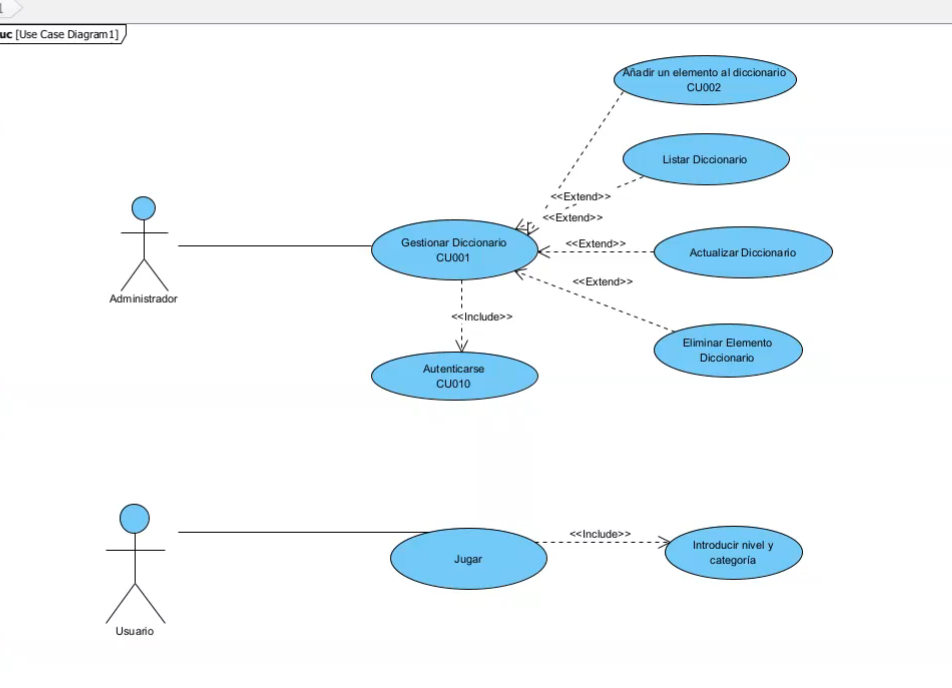 1
uc [Use Case Diagram1]
Añadir un elemento al diccionario
CU002
Listar Diccionario
<<Extend>>
<<Extend>>
Gestionar Diccionario
CU001
<<Extend>>
Actualizar Diccionario
<<Extend>>
Administrador
<<Include>>
Eliminar Elemento
Diccionario
Autenticarse
CU010
<<Include>>
Jugar
Introducir nivel y
categoría
Usuario